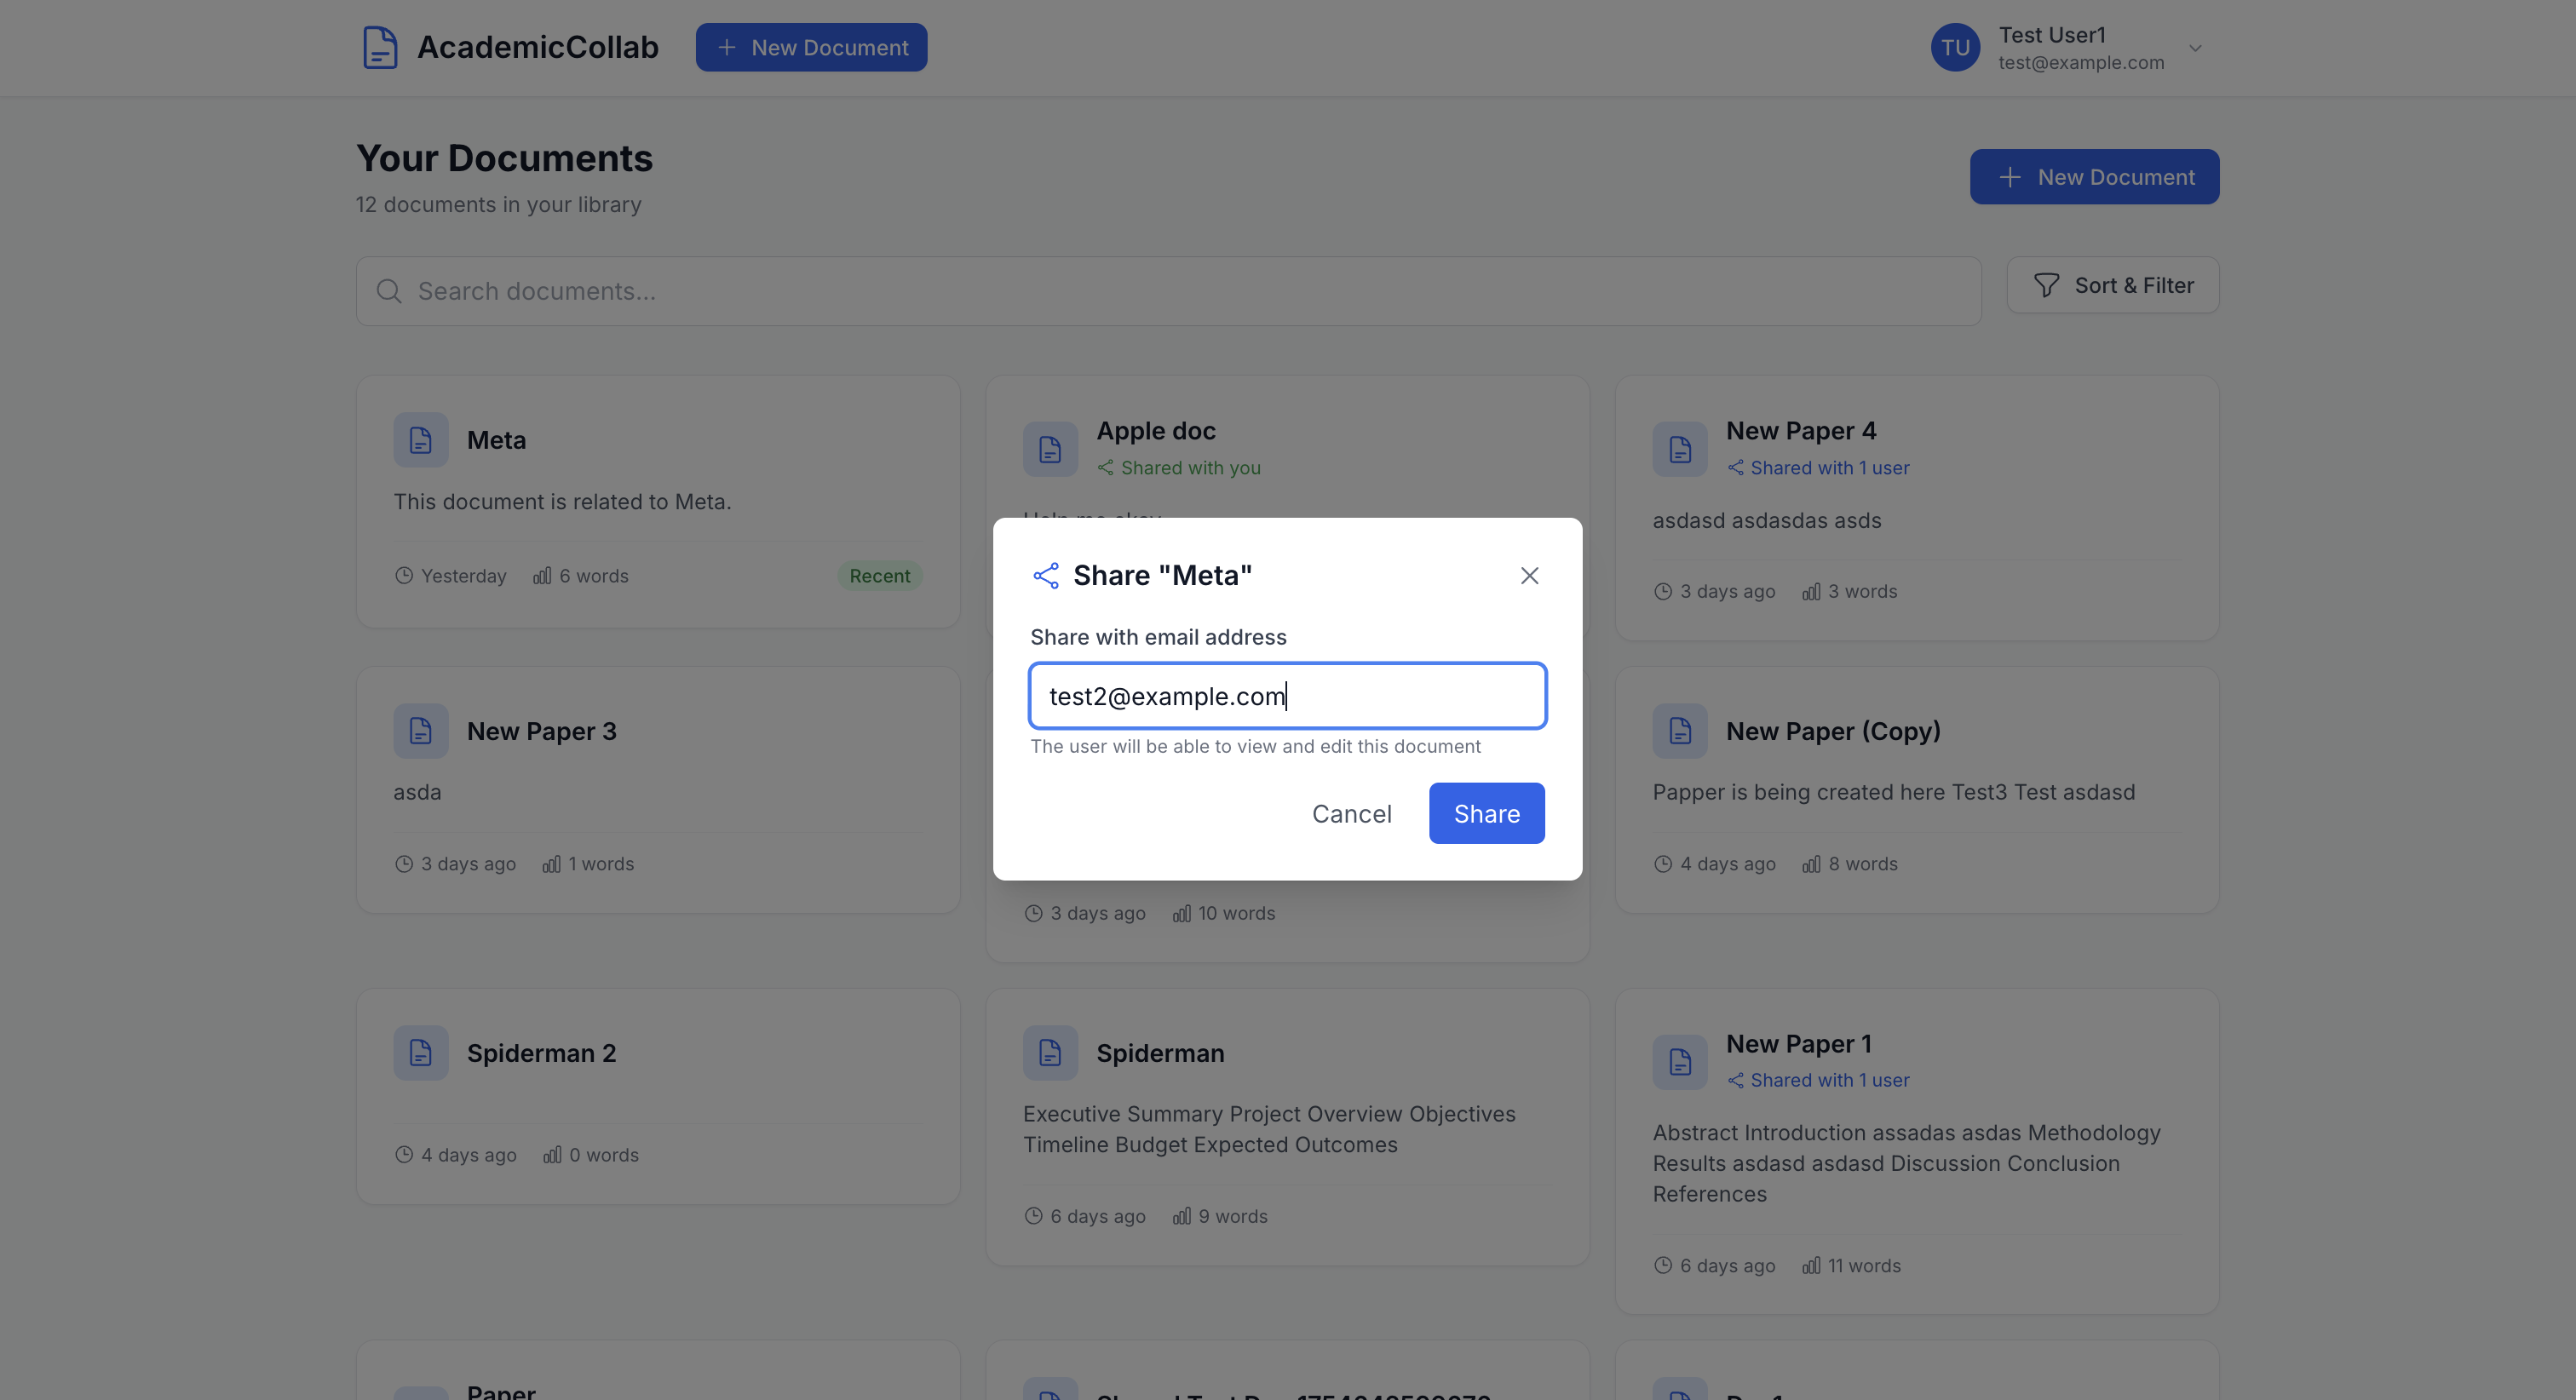 AcademicCollab
New Document
TU
Test User1
test@example.com
Your Documents
12 documents in your library
New Document
Search documents...
Sort & Filter
Meta
This document is related to Meta.
Yesterday
6 words
Recent
Apple doc
Shared with you
Help me okay
New Paper 4
Shared with 1 user
asdasd asdasdas asds
3 days ago
3 words
Share "Meta"
Share with email address
test2@example.com
The user will be able to view and edit this document
Cancel
Share
New Paper 3
asda
3 days ago
1 words
3 days ago
10 words
New Paper (Copy)
Papper is being created here Test3 Test asdasd
4 days ago
8 words
Spiderman 2
4 days ago
0 words
Spiderman
Executive Summary Project Overview Objectives
Timeline Budget Expected Outcomes
6 days ago
9 words
New Paper 1
Shared with 1 user
Abstract Introduction assadas asdas Methodology
Results asdasd asdasd Discussion Conclusion
References
6 days ago
11 words
Paper